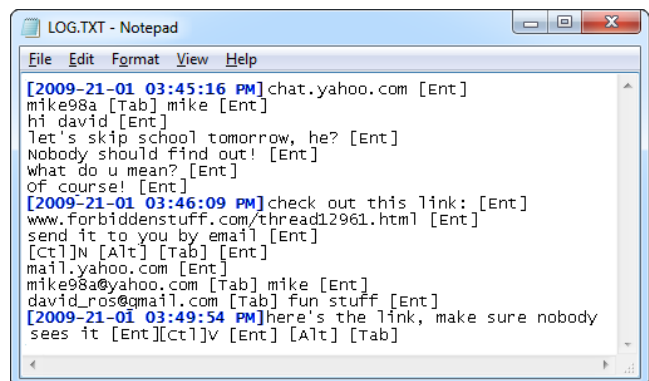 LOG.TXT - Notepad
File Edit Format View Help
[2009-21-01 03:45:16 PM]chat.yahoo.com [Ent]
mike98a [Tab] mike [Ent]
hi david [Ent]
let's skip school tomorrow, he? [Ent]
Nobody should find out! [Ent]
what do u mean? [Ent]
of course! [Ent]
[2009-21-01 03:46:09 PM]check out this link: [Ent]
www.forbiddenstuff.com/thread12961.html [Ent]
send it to you by email [Ent]
[Ctl]N [Alt] [Tab] [Ent]
mail.yahoo.com [Ent]
mike98a@yahoo.com [Tab] mike [Ent]
david_ros@gmail.com [Tab] fun stuff [Ent]
[2009-21-01 03:49:54 PM]here's the link, make sure nobody
sees it [Ent][Ctl]V [Ent] [Alt] [Tab]